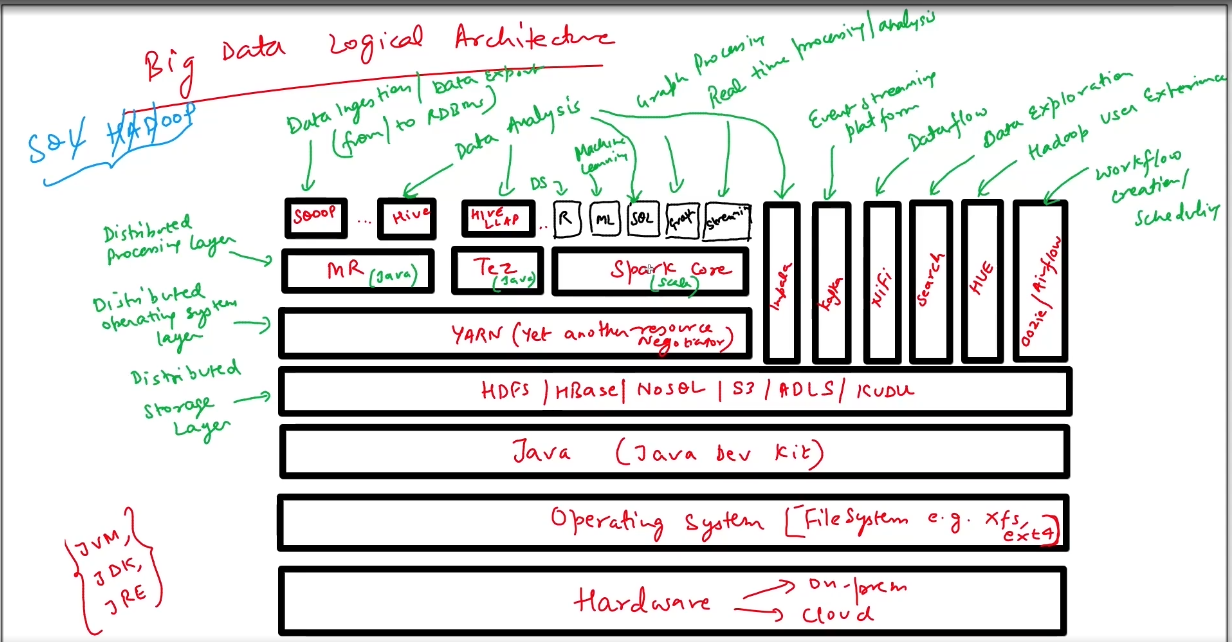 Big Data Logical Architecture
SQL HADOOP
Data Ingestion/ Data Export
(from/to RDBMS)
Data Analysis
Machine
Learning
Graph Processing
Real time processing/analysis
Event streaming
platform
Dataflow
Data Exploration
Hadoop User Experience
Workflow
creation/
scheduling
DS
SQOOP ... Hive
HIVE
LLAP ..
R ML SQL Graph Streaming
Distributed
Processing Layer
MR (Java)
Tez
(Java)
Spark Core
(Scala)
Impala
Kafka
NiFi
Search
HUE
Oozie/Airflow
Distributed
operating system
layer
YARN (Yet another resource
Negotiator)
Distributed
Storage
Layer
HDFS / HBase/ NoSQL / S3 / ADLS / KUDU
Java (Java Dev Kit)
Operating System [FileSystem e.g. xfs,
ext4]
Hardware
on-prem
cloud
{JVM,
JDK,
JRE}